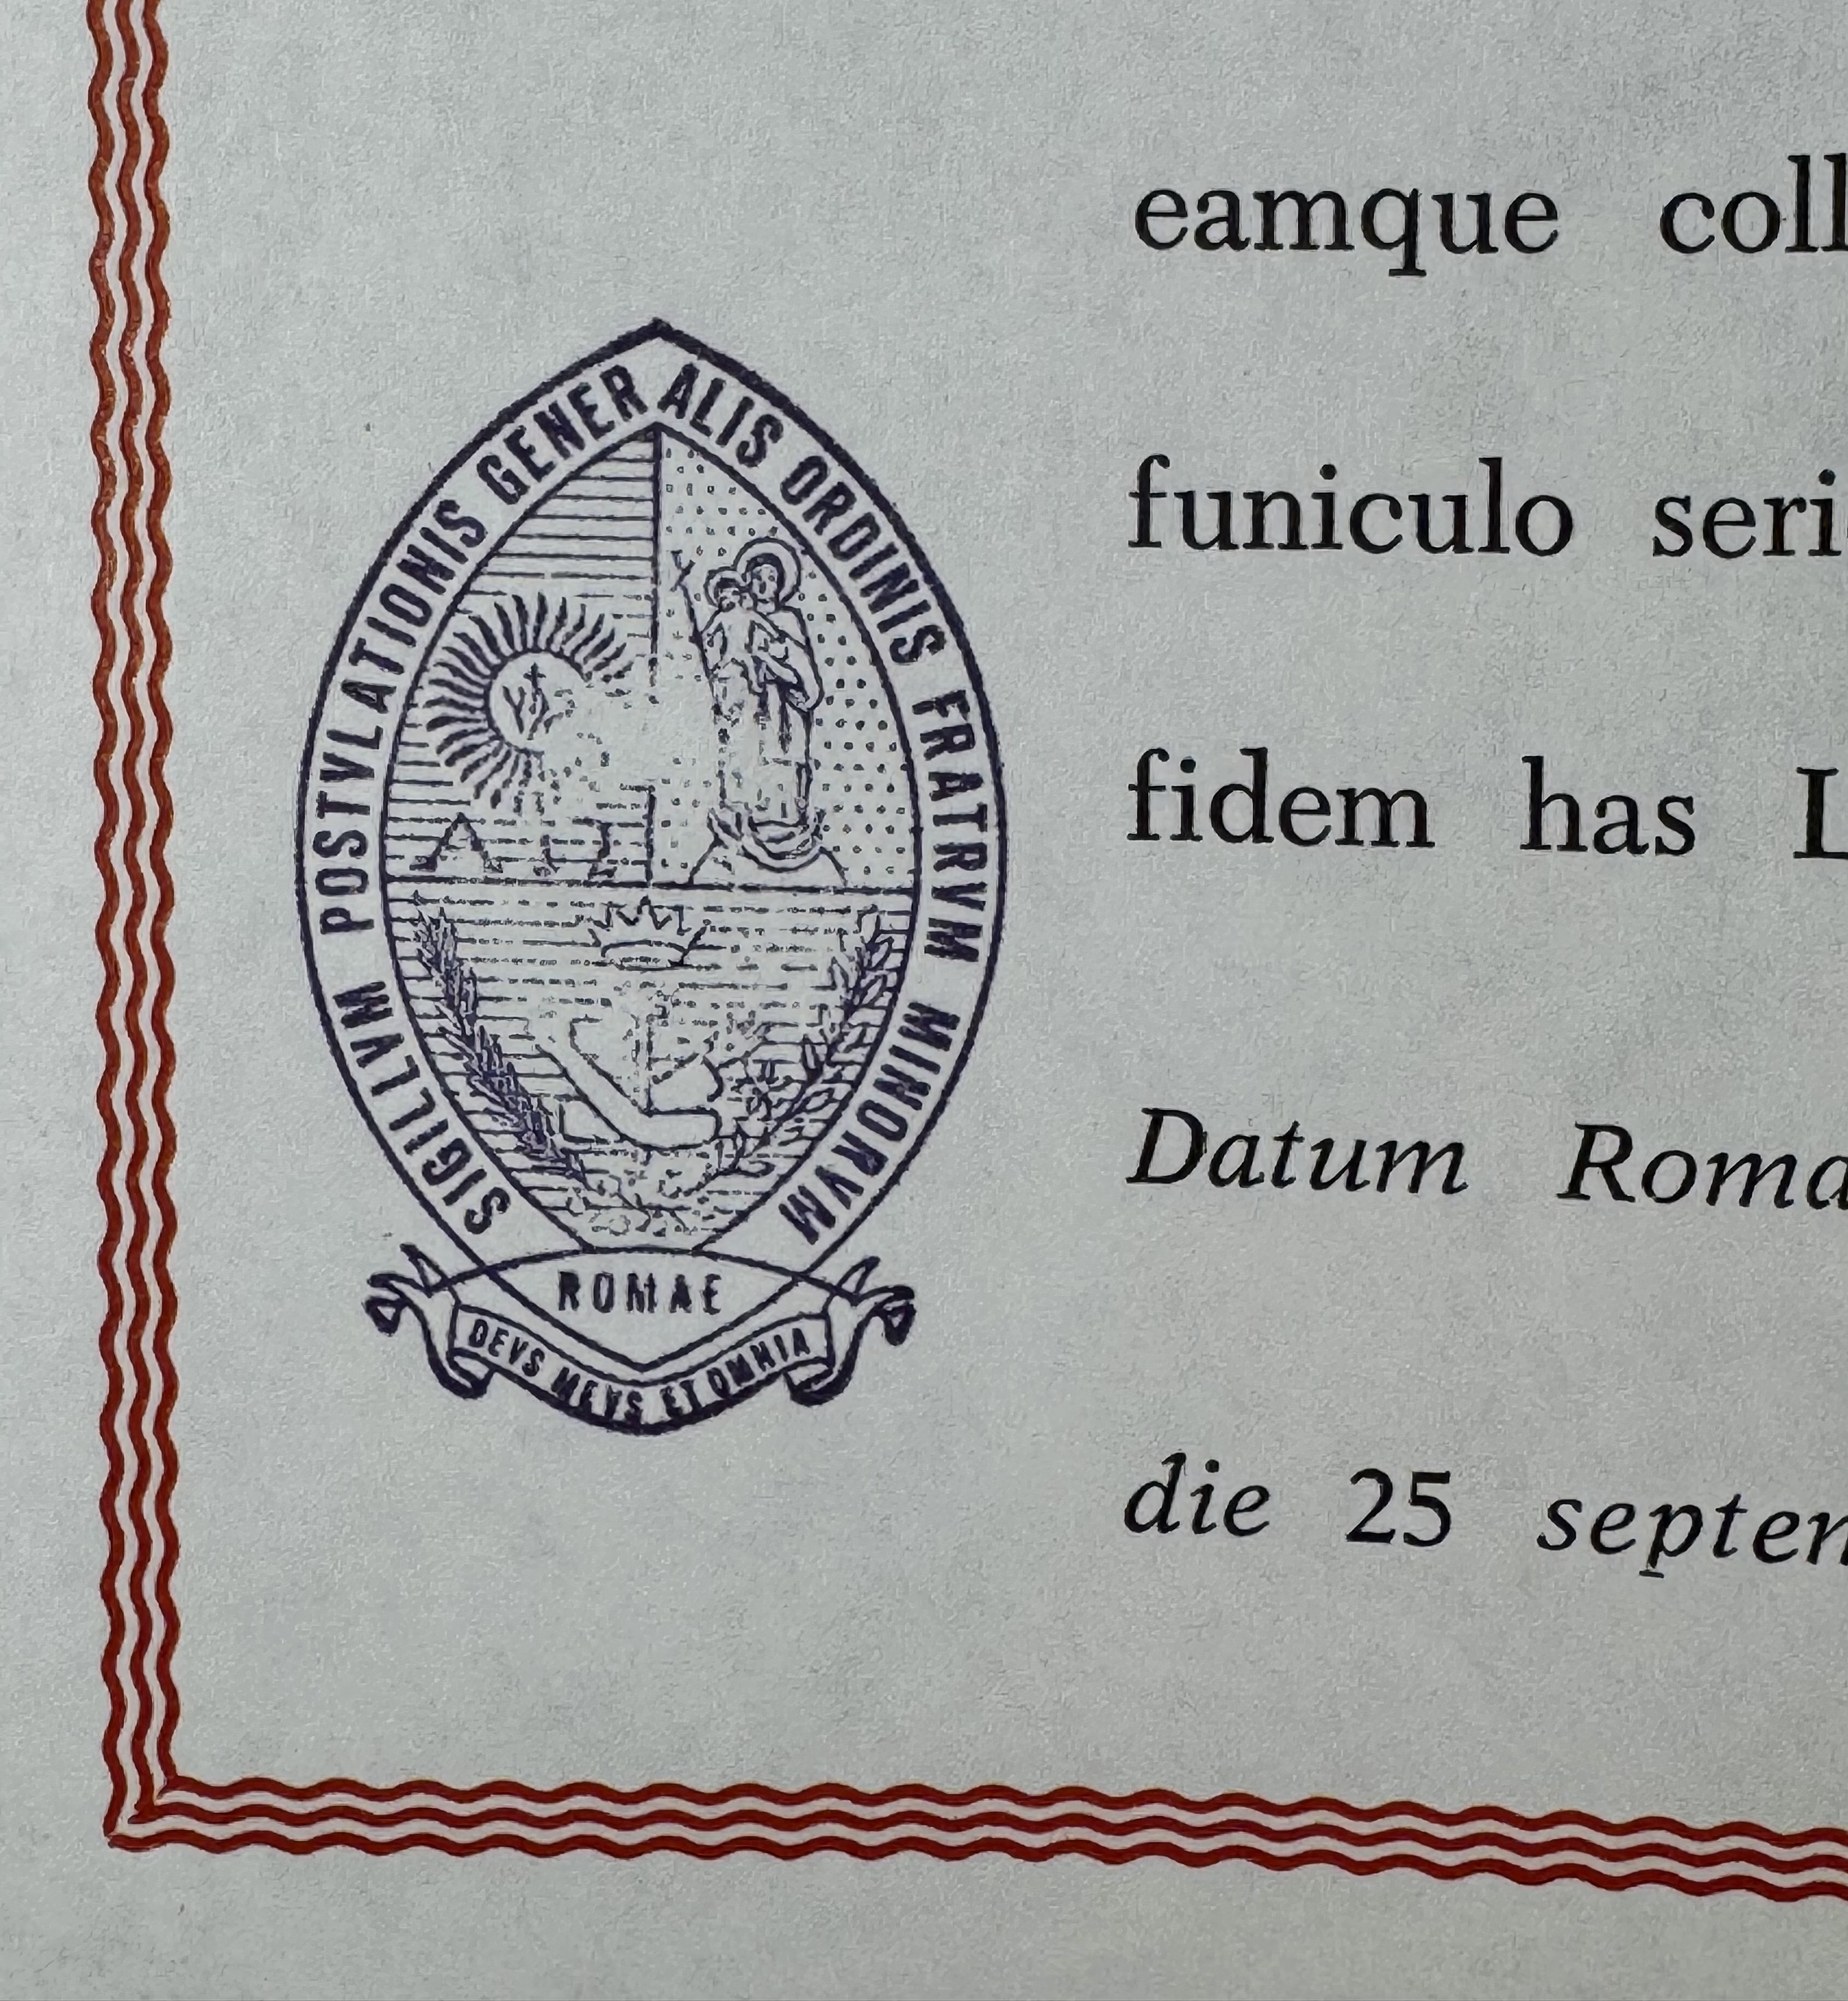 SIGILLVM POSTVLATIONIS GENERALIS ORDINIS FRATRVM MINORVM
ROMAE
DEVS MEVS ET OMNIA
eamque coll
funiculo seri
fidem has L
Datum Roma
die 25 septem